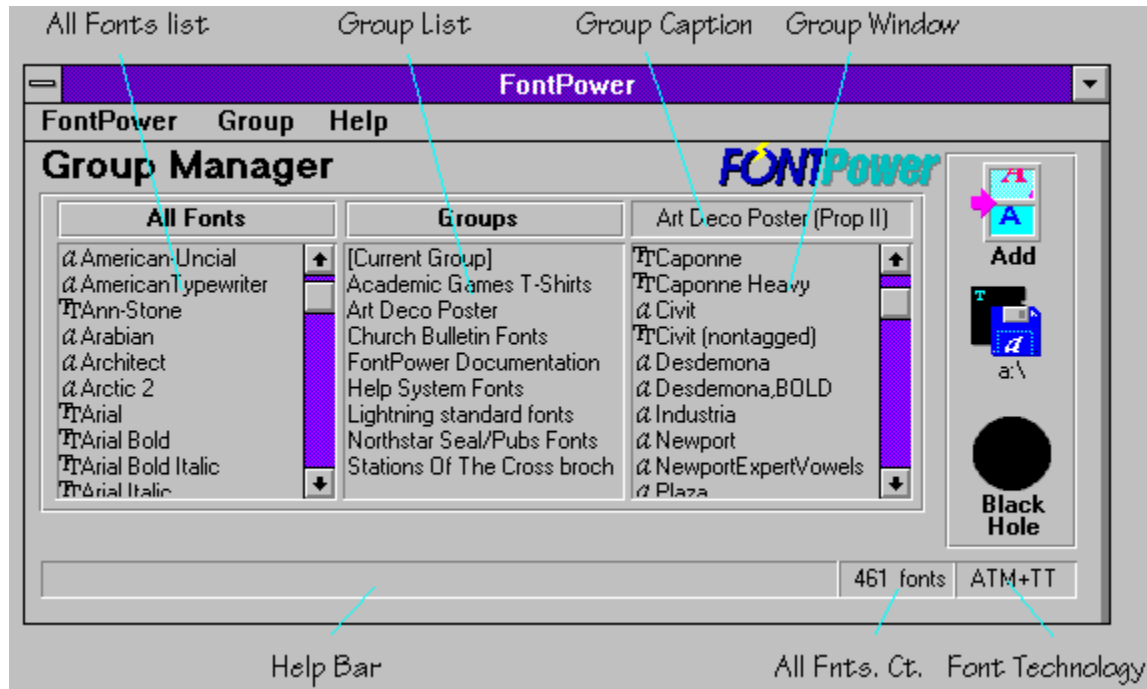 All Fonts list Group List Group Caption Group Window
FontPower
FontPower Group Help
Group Manager
FONTPower
All Fonts
American-Uncial
AmericanTypewriter
Ann-Stone
Arabian
Architect
Arctic 2
Arial
Arial Bold
Arial Bold Italic
Arial Italic
Groups
[Current Group]
Academic Games T-Shirts
Art Deco Poster
Church Bulletin Fonts
FontPower Documentation
Help System Fonts
Lightning standard fonts
Northstar Seal/Pubs Fonts
Stations Of The Cross broch
Art Deco Poster (Prop II)
Caponne
Caponne Heavy
Civit
Civit (nontagged)
Desdemona
Desdemona,BOLD
Industria
Newport
NewportExpertVowels
Plaza
Add
a:\
Black
Hole
461 fonts ATM+TT
Help Bar All Fnts. Ct. Font Technology